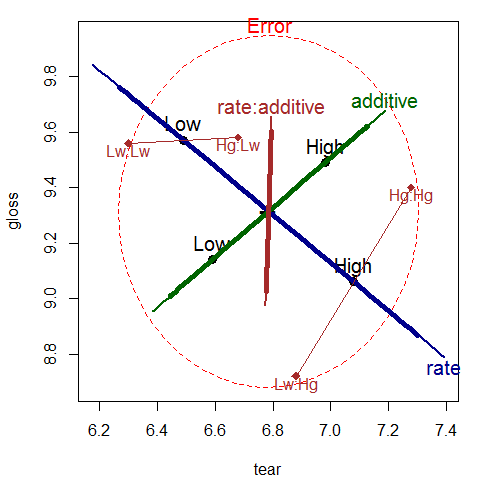 Error
rate:additive
additive
Low
High
Lw:Lw
Hg:Lw
Hg:Hg
Low
High
Lw:Hg
rate
gloss
9.8
9.6
9.4
9.2
9.0
8.8
6.2 6.4 6.6 6.8 7.0 7.2 7.4
tear